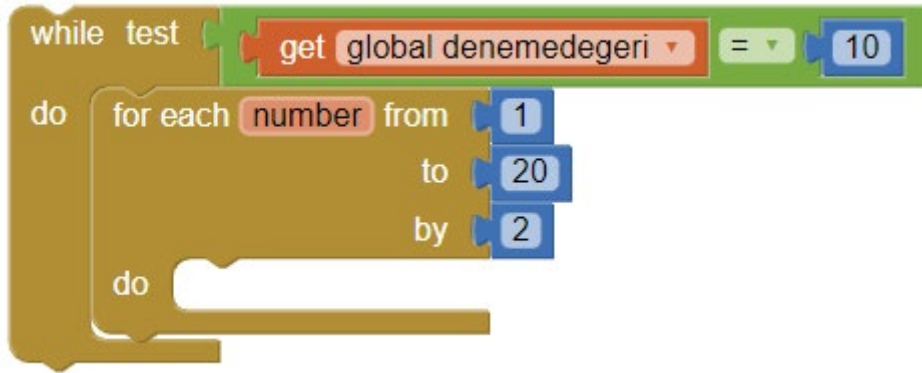 while test get global denemedegeri = 10
do for each number from 1
to 20
by 2
do